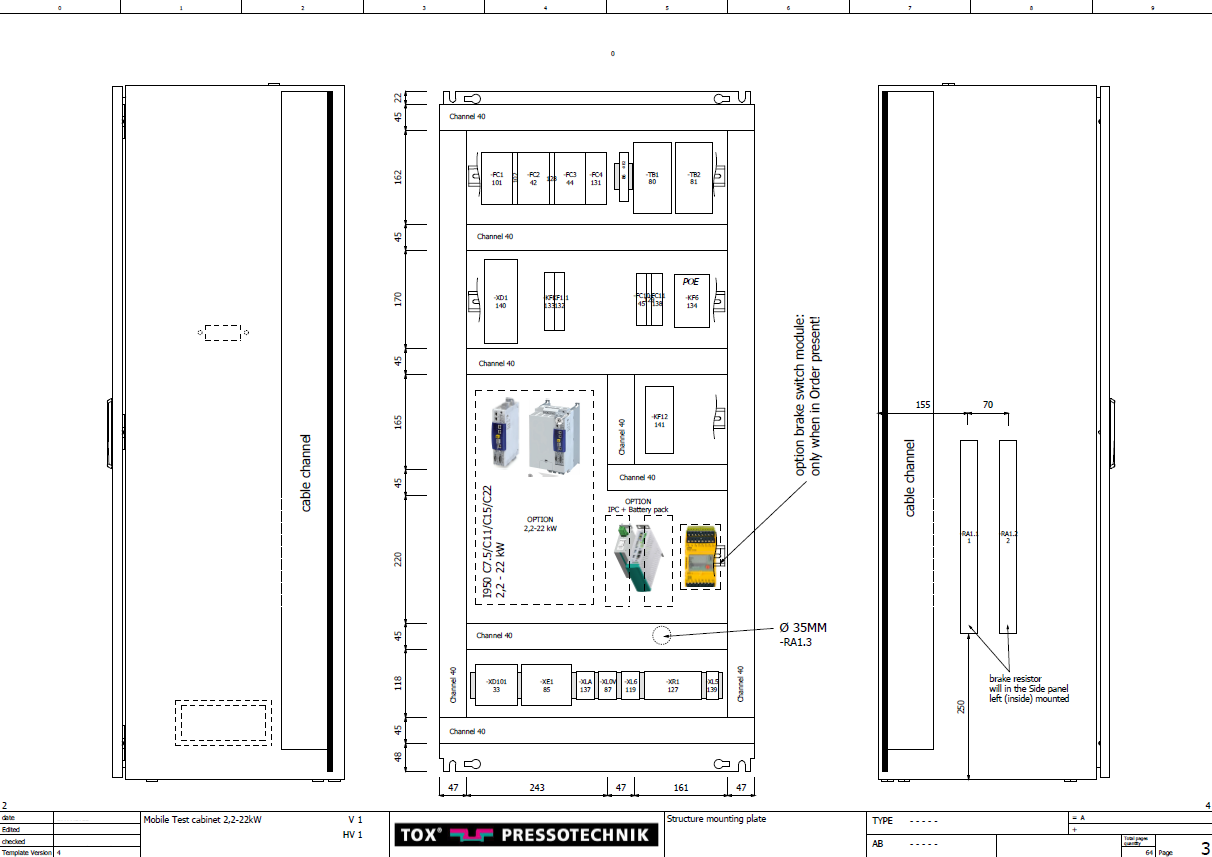 0 1 2 3 4 5 6 7 8 9
0
22
45
162
45
170
45
165
45
220
45
118
45
48
Channel 40
-FC1
101
102
-FC2
42
128
-FC3
44
-FC4
131
-TB1
80
-TB2
81
Channel 40
-XD1
140
133
132
45
138
POE
-KF6
134
Channel 40
Channel 40
-KF12
141
Channel 40
OPTION
2,2-22 kW
I950 C7.5/C11/C15/C22
2,2 - 22 kW
OPTION
IPC + Battery pack
option brake switch module:
only when in Order present!
Channel 40
Ø 35MM
-RA1.3
Channel 40
-XD101
33
-XE1
85
-XLA
137
-XL0V
87
-XL6
119
-XR1
127
-XL5
139
Channel 40
Channel 40
47 243 47 161 47
cable channel
155 70
cable channel
-RA1.1
1
-RA1.2
2
250
brake resistor
will in the Side panel
left (inside) mounted
2
4
date
Edited
checked
Template Version 4
Mobile Test cabinet 2,2-22kW
V 1
HV 1
TOX® PRESSOTECHNIK
Structure mounting plate
TYPE - - - - -
AB - - - - -
= A
+
Total pages
quantity
64 Page 3